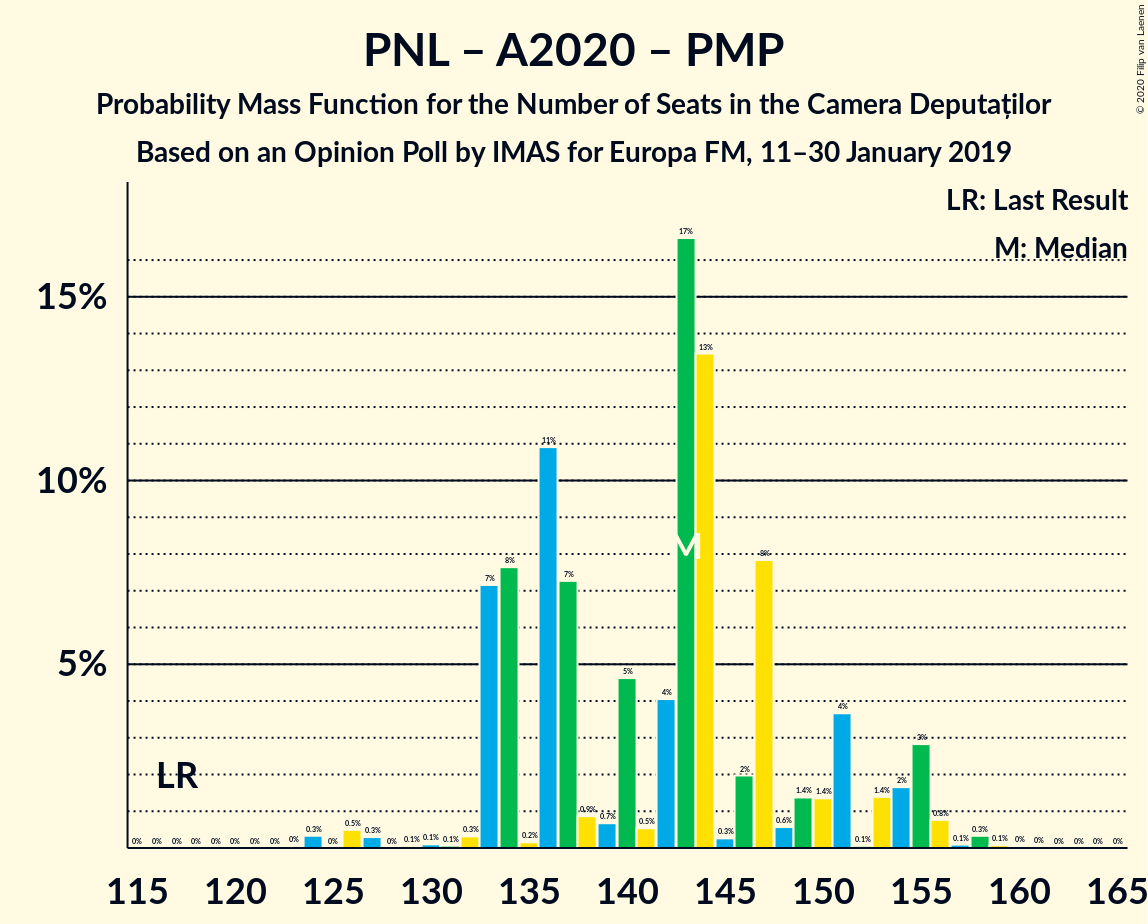 PNL – A2020 – PMP
Probability Mass Function for the Number of Seats in the Camera Deputaților
Based on an Opinion Poll by IMAS for Europa FM, 11–30 January 2019
© 2020 Filip van Laenen
LR: Last Result
M: Median
15%
10%
5%
LR
M
0% 0% 0% 0% 0% 0% 0% 0% 0% 0.3% 0% 0.5% 0.3% 0% 0.1% 0.1% 0.1% 0.3% 7% 8% 0.2% 11% 7% 0.9% 0.7% 5% 0.5% 4% 17% 13% 0.3% 2% 8% 0.6% 1.4% 1.4% 4% 0.1% 1.4% 2% 3% 0.8% 0.1% 0.3% 0.1% 0% 0% 0% 0% 0% 0%
115 120 125 130 135 140 145 150 155 160 165